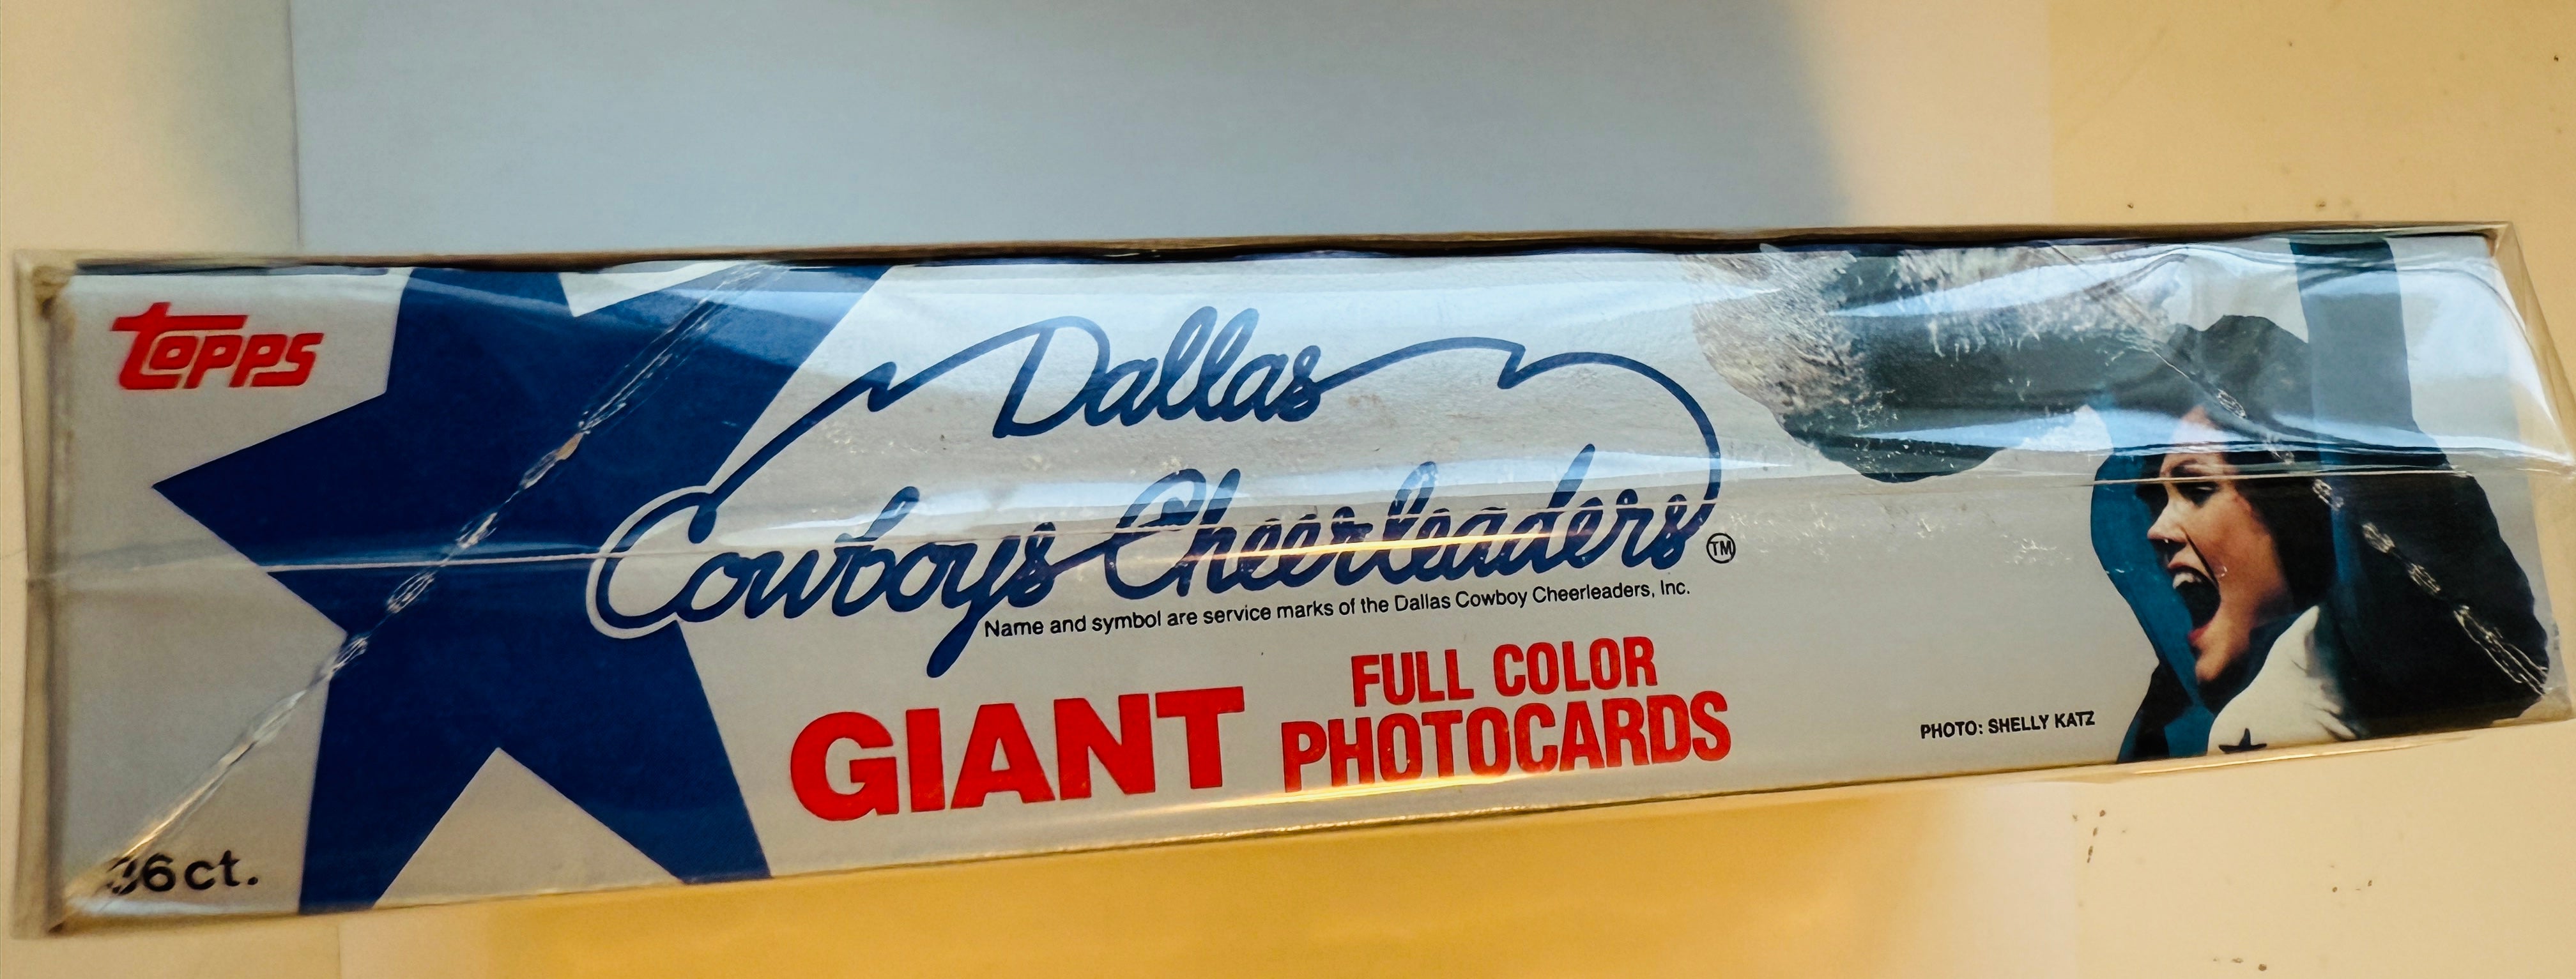 Topps
Dallas
Cowboys Cheerleaders TM
Name and symbol are service marks of the Dallas Cowboy Cheerleaders, Inc.
GIANT FULL COLOR
PHOTOCARDS
PHOTO: SHELLY KATZ
36 ct.